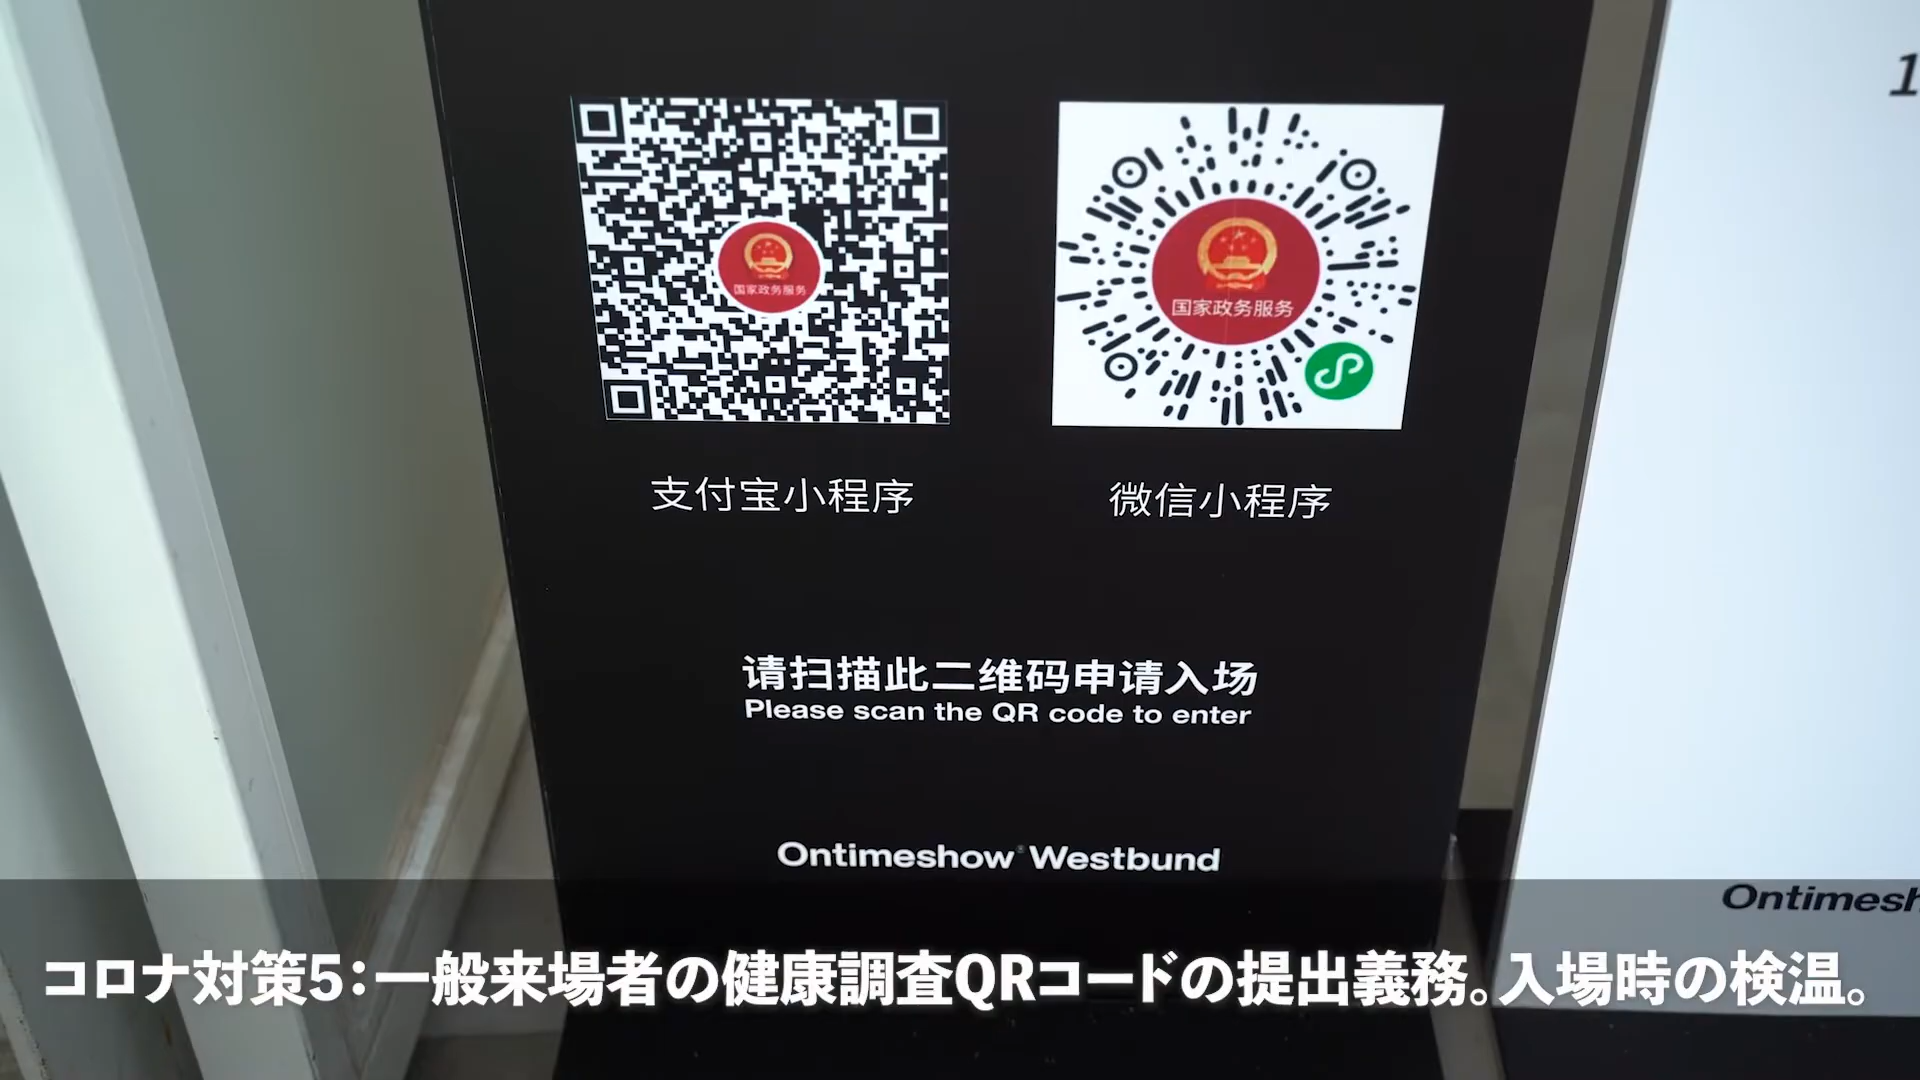 国家政务服务
国家政务服务
支付宝小程序
微信小程序
请扫描此二维码申请入场
Please scan the QR code to enter
Ontimeshow® Westbund
1
Ontimesh
コロナ対策5：一般来場者の健康調査QRコードの提出義務。入場時の検温。